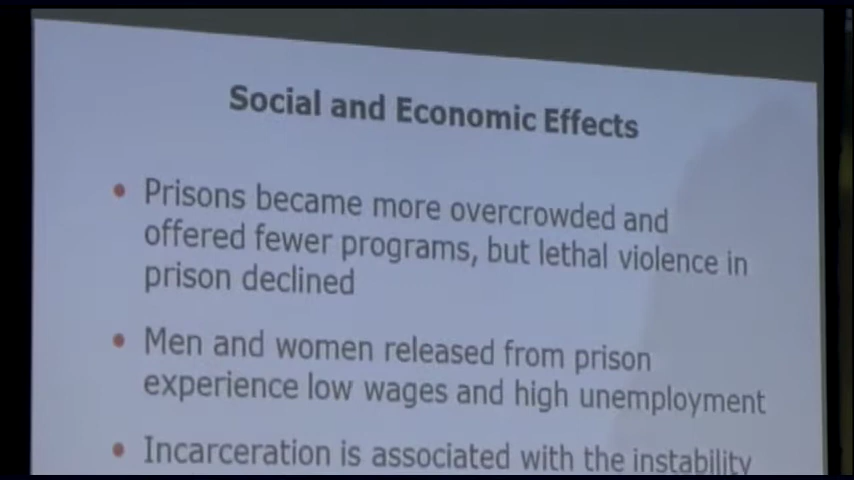 Social and Economic Effects
• Prisons became more overcrowded and
offered fewer programs, but lethal violence in
prison declined
• Men and women released from prison
experience low wages and high unemployment
• Incarceration is associated with the instability